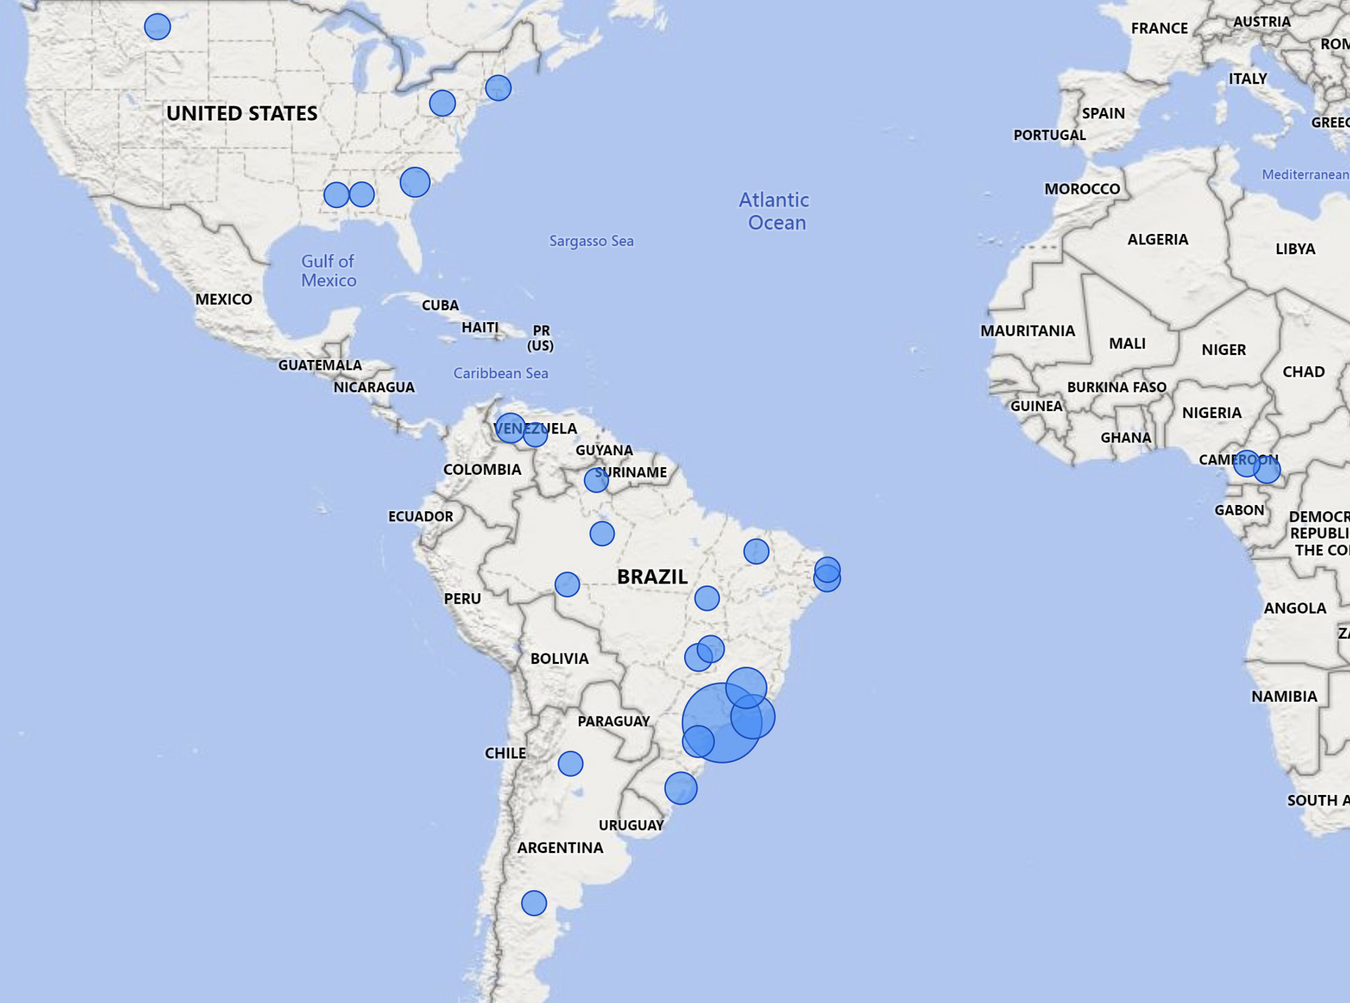 FRANCE
AUSTRIA
ROM
ITALY
UNITED STATES
SPAIN
GREEC
PORTUGAL
Mediterranean
MOROCCO
Atlantic
Ocean
Sargasso Sea
ALGERIA
LIBYA
Gulf of
Mexico
MEXICO
CUBA
HAITI
PR
(US)
MAURITANIA
MALI
NIGER
GUATEMALA
Caribbean Sea
CHAD
NICARAGUA
BURKINA FASO
GUINEA
NIGERIA
VENEZUELA
GHANA
GUYANA
CAMEROON
COLOMBIA
SURINAME
ECUADOR
GABON
DEMOCR
REPUBLI
THE CO
BRAZIL
PERU
ANGOLA
ZA
BOLIVIA
NAMIBIA
PARAGUAY
CHILE
SOUTH A
URUGUAY
ARGENTINA